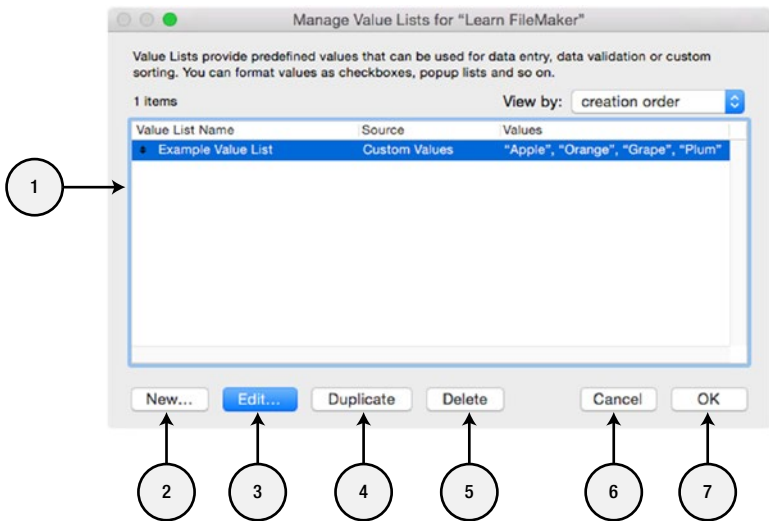 Manage Value Lists for “Learn FileMaker”
Value Lists provide predefined values that can be used for data entry, data validation or custom
sorting. You can format values as checkboxes, popup lists and so on.
1 items
View by: creation order
Value List Name Source Values
Example Value List Custom Values “Apple”, “Orange”, “Grape”, “Plum”
1
New... Edit... Duplicate Delete Cancel OK
2 3 4 5 6 7